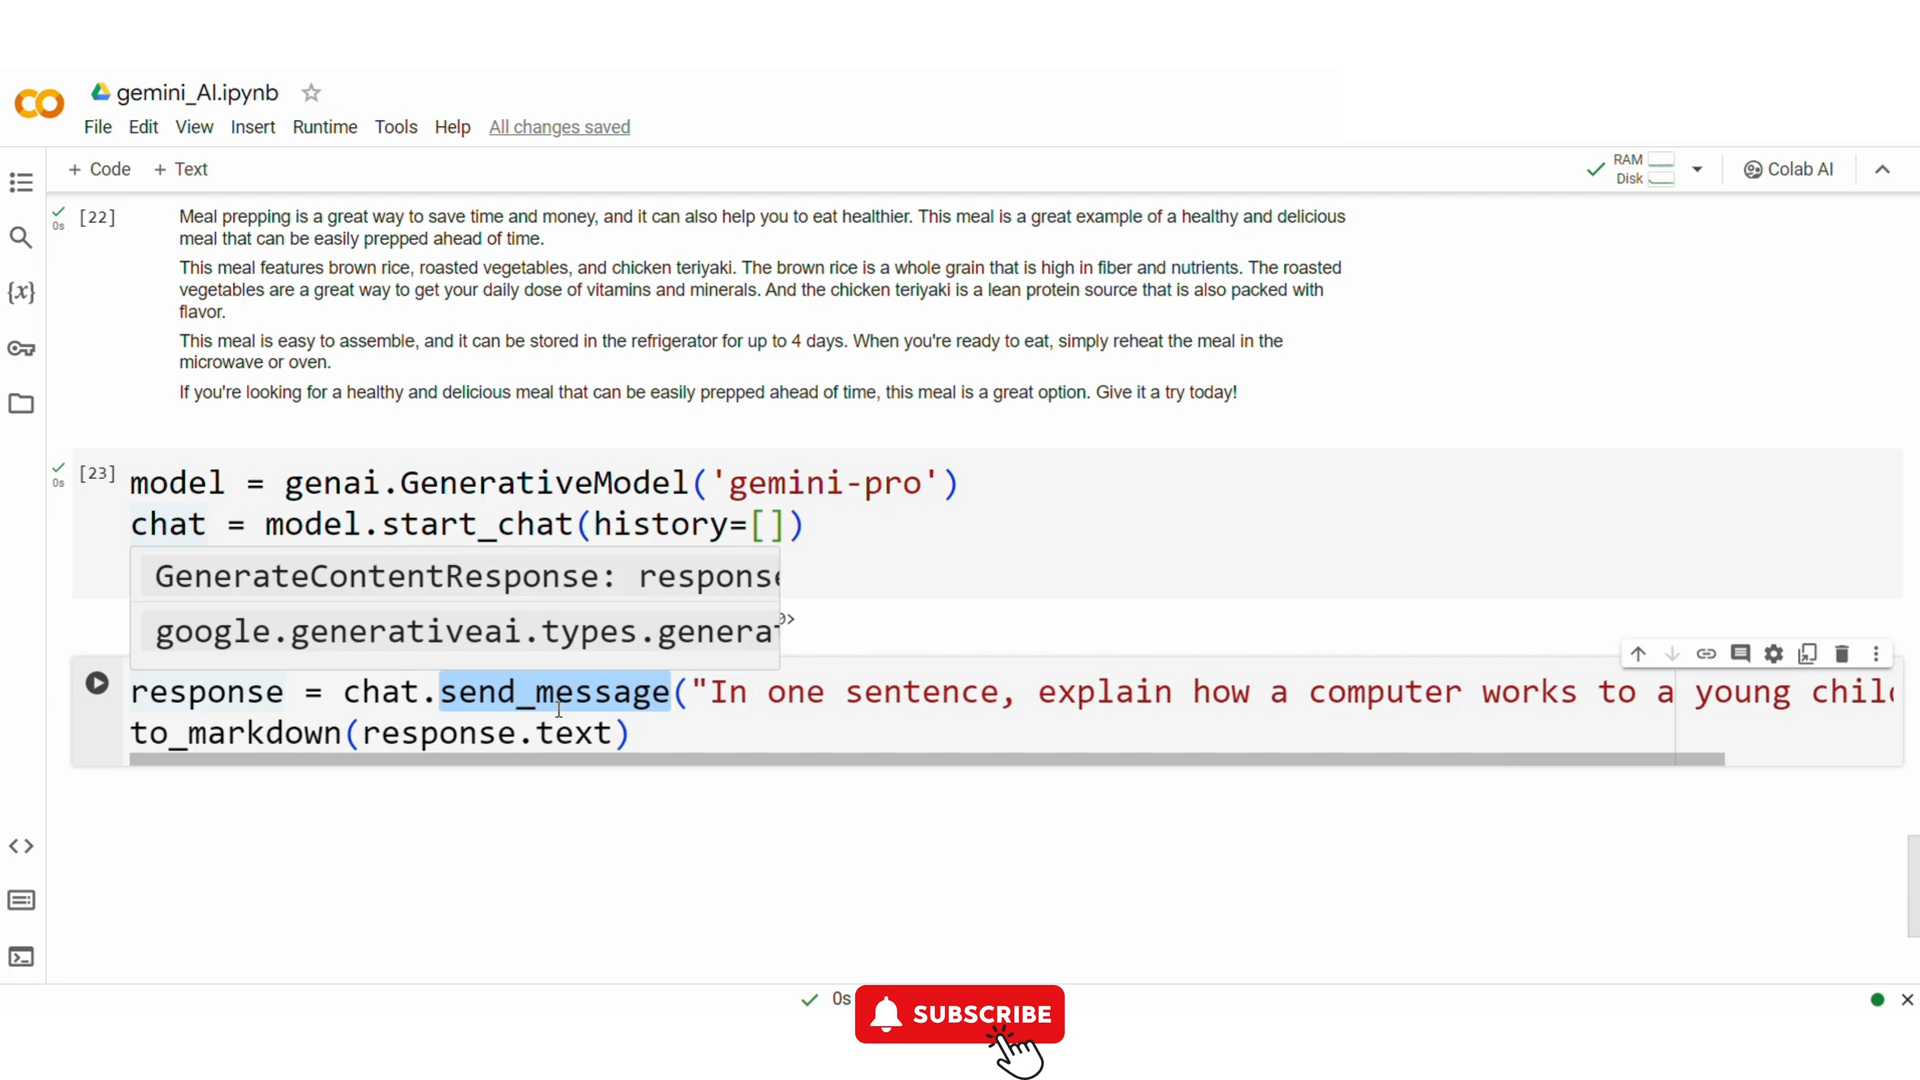 gemini_AI.ipynb
File Edit View Insert Runtime Tools Help All changes saved
+ Code + Text
RAM
Disk
Colab AI
0s [22]
Meal prepping is a great way to save time and money, and it can also help you to eat healthier. This meal is a great example of a healthy and delicious
meal that can be easily prepped ahead of time.
This meal features brown rice, roasted vegetables, and chicken teriyaki. The brown rice is a whole grain that is high in fiber and nutrients. The roasted
vegetables are a great way to get your daily dose of vitamins and minerals. And the chicken teriyaki is a lean protein source that is also packed with
flavor.
This meal is easy to assemble, and it can be stored in the refrigerator for up to 4 days. When you're ready to eat, simply reheat the meal in the
microwave or oven.
If you're looking for a healthy and delicious meal that can be easily prepped ahead of time, this meal is a great option. Give it a try today!
0s [23]
model = genai.GenerativeModel('gemini-pro')
chat = model.start_chat(history=[])
GenerateContentResponse: response
google.generativeai.types.generat
>
response = chat.send_message("In one sentence, explain how a computer works to a young chil
to_markdown(response.text)
0s
SUBSCRIBE